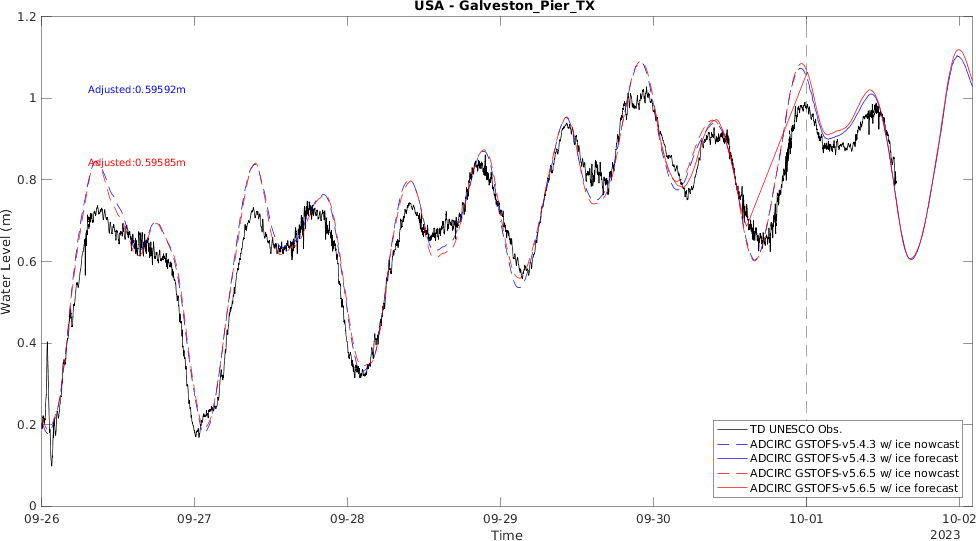 USA - Galveston_Pier_TX
1.2
1
0.8
0.6
0.4
0.2
0
Water Level (m)
Adjusted:0.59592m
Adjusted:0.59585m
TD UNESCO Obs.
ADCIRC GSTOFS-v5.4.3 w/ ice nowcast
ADCIRC GSTOFS-v5.4.3 w/ ice forecast
ADCIRC GSTOFS-v5.6.5 w/ ice nowcast
ADCIRC GSTOFS-v5.6.5 w/ ice forecast
09-26 09-27 09-28 09-29 09-30 10-01 10-02
Time
2023